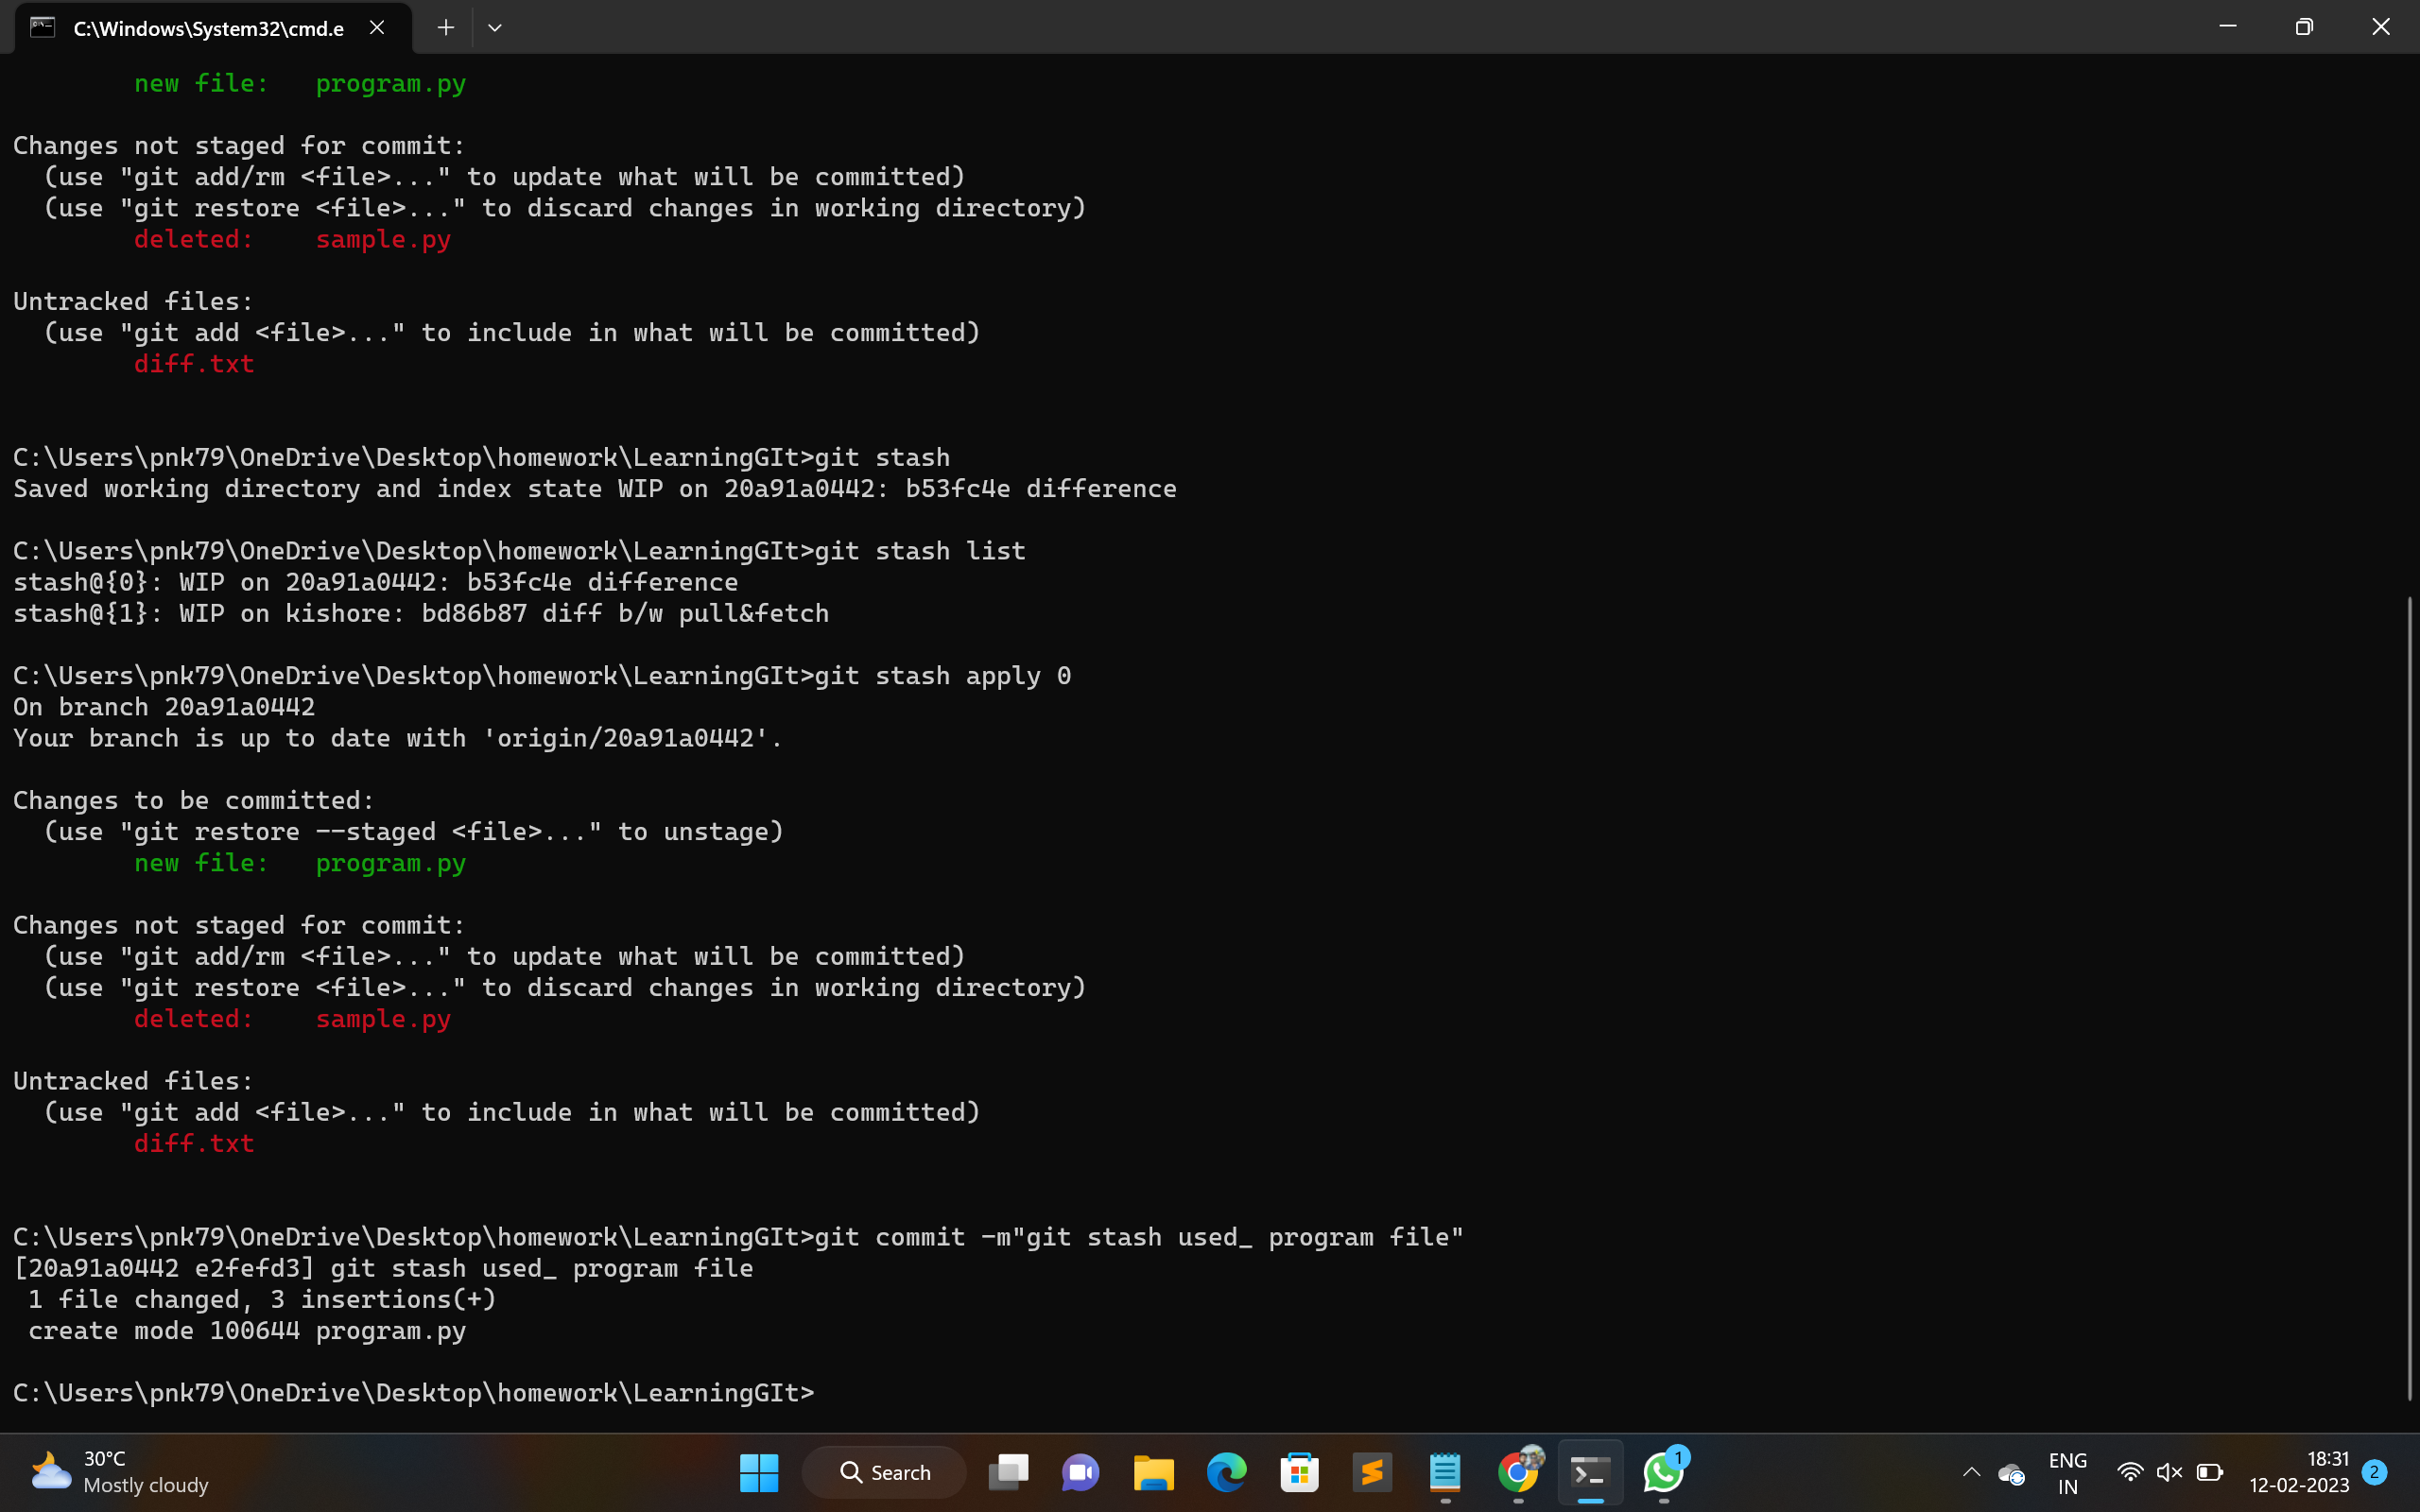 C:\Windows\System32\cmd.e
new file:   program.py
Changes not staged for commit:
  (use "git add/rm <file>..." to update what will be committed)
  (use "git restore <file>..." to discard changes in working directory)
        deleted:    sample.py
Untracked files:
  (use "git add <file>..." to include in what will be committed)
        diff.txt
C:\Users\pnk79\OneDrive\Desktop\homework\LearningGIt>git stash
Saved working directory and index state WIP on 20a91a0442: b53fc4e difference
C:\Users\pnk79\OneDrive\Desktop\homework\LearningGIt>git stash list
stash@{0}: WIP on 20a91a0442: b53fc4e difference
stash@{1}: WIP on kishore: bd86b87 diff b/w pull&fetch
C:\Users\pnk79\OneDrive\Desktop\homework\LearningGIt>git stash apply 0
On branch 20a91a0442
Your branch is up to date with 'origin/20a91a0442'.
Changes to be committed:
  (use "git restore --staged <file>..." to unstage)
        new file:   program.py
Changes not staged for commit:
  (use "git add/rm <file>..." to update what will be committed)
  (use "git restore <file>..." to discard changes in working directory)
        deleted:    sample.py
Untracked files:
  (use "git add <file>..." to include in what will be committed)
        diff.txt
C:\Users\pnk79\OneDrive\Desktop\homework\LearningGIt>git commit -m"git stash used_ program file"
[20a91a0442 e2fefd3] git stash used_ program file
 1 file changed, 3 insertions(+)
 create mode 100644 program.py
C:\Users\pnk79\OneDrive\Desktop\homework\LearningGIt>
30°C
Mostly cloudy
Search
1
ENG
IN
18:31
12-02-2023
2